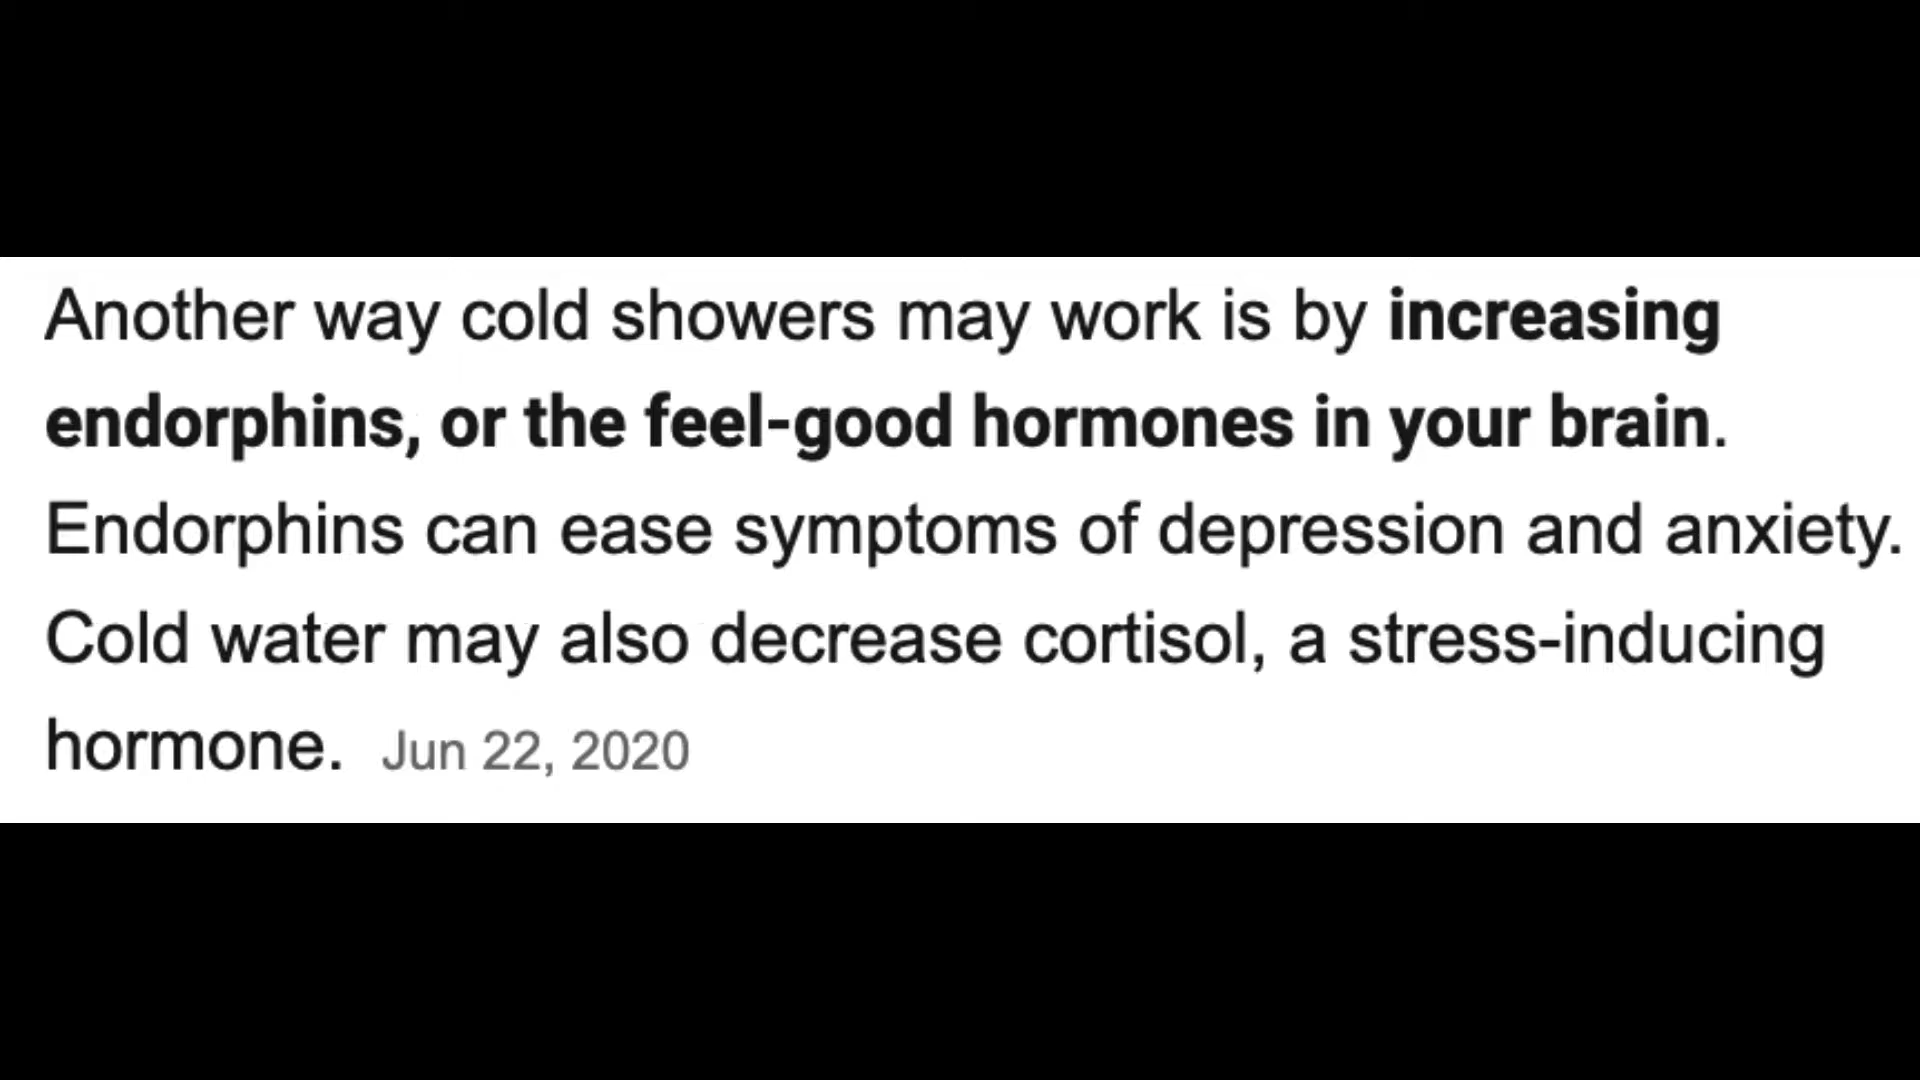 Another way cold showers may work is by increasing
endorphins, or the feel-good hormones in your brain.
Endorphins can ease symptoms of depression and anxiety.
Cold water may also decrease cortisol, a stress-inducing
hormone. Jun 22, 2020